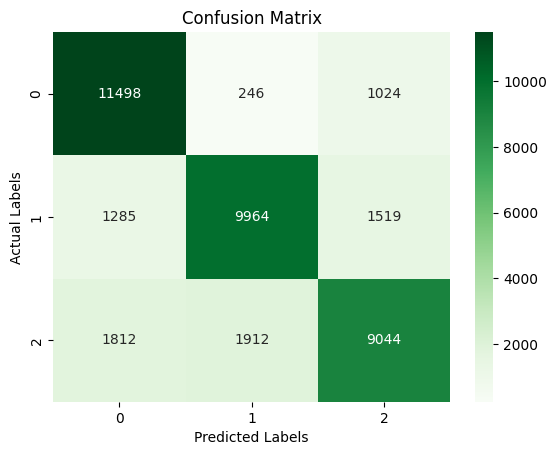 Confusion Matrix
0 11498 246 1024
1 1285 9964 1519
2 1812 1912 9044
0 1 2
Predicted Labels
Actual Labels
10000
8000
6000
4000
2000